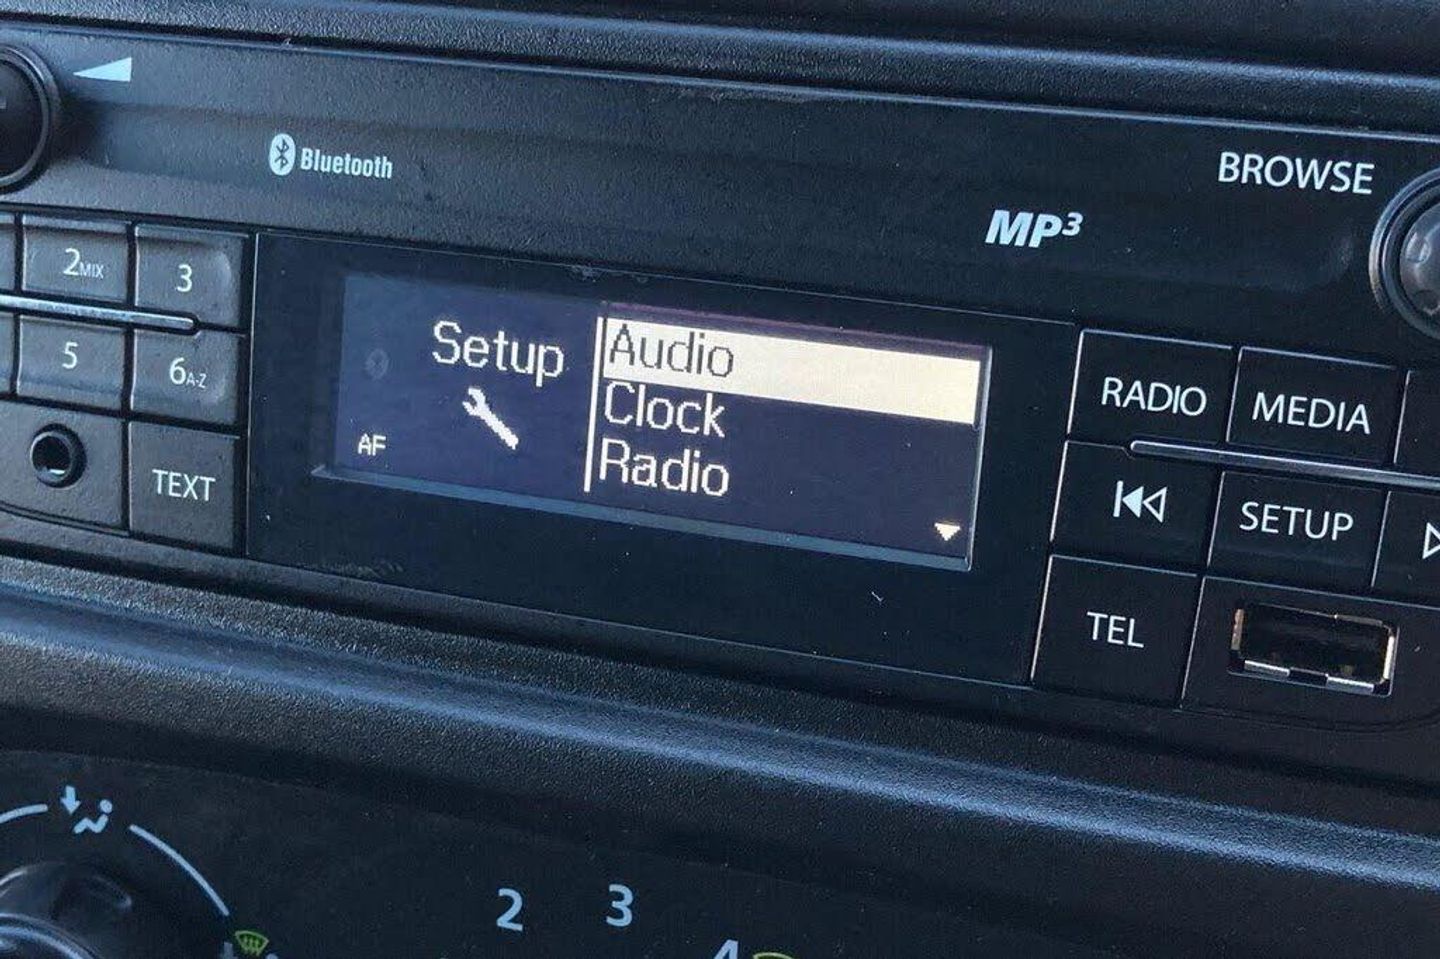 Bluetooth
BROWSE
MP3
2MIX
3
5
6A-Z
TEXT
Setup
AF
Audio
Clock
Radio
RADIO
MEDIA
SETUP
TEL
2
3
4